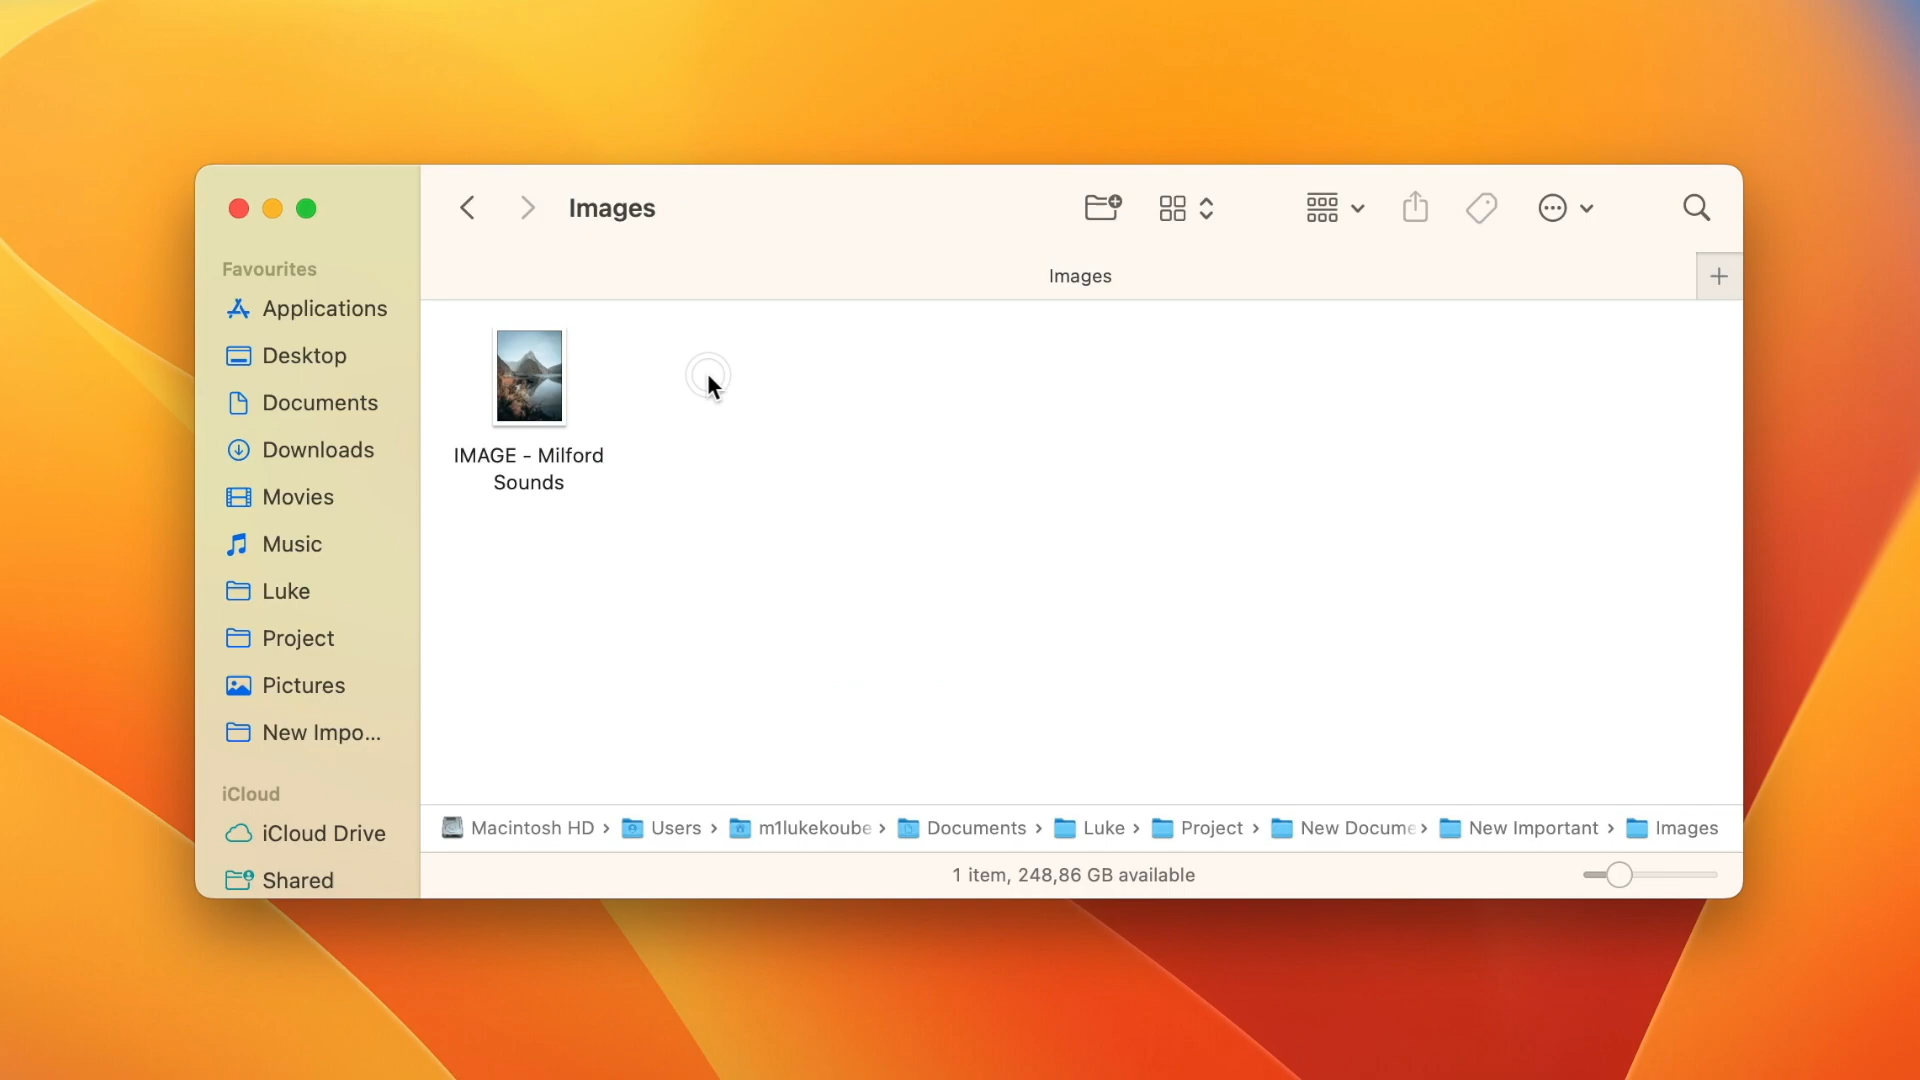 Images
Images
Favourites
Applications
Desktop
Documents
Downloads
Movies
Music
Luke
Project
Pictures
New Impo...
iCloud
iCloud Drive
Shared
IMAGE - Milford
Sounds
Macintosh HD › Users › m1lukekoube › Documents › Luke › Project › New Docume › New Important › Images
1 item, 248,86 GB available